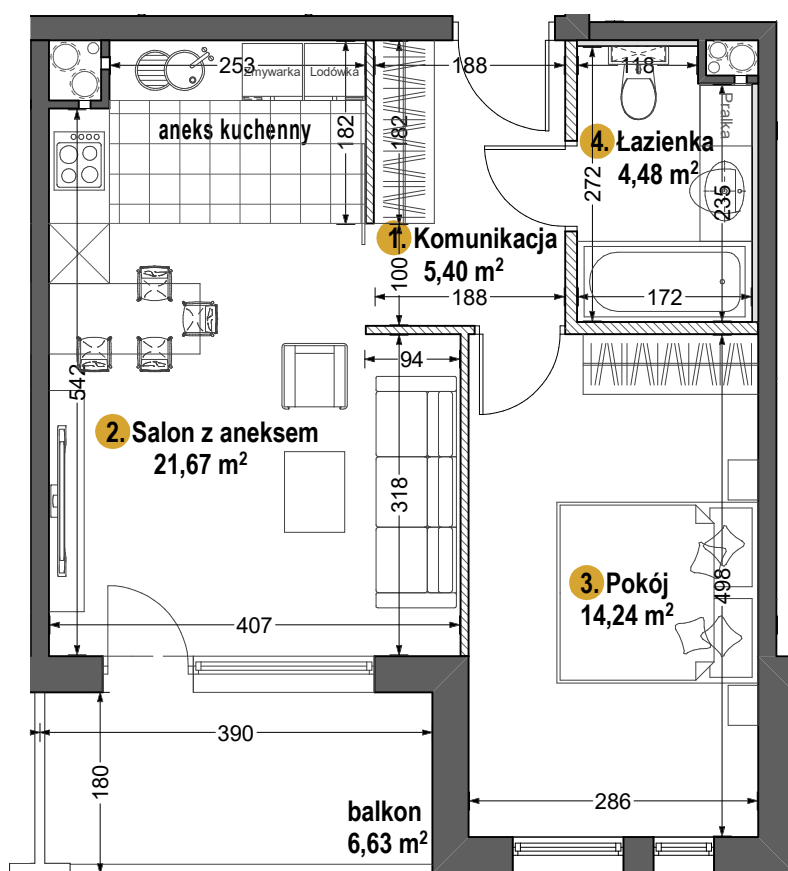 253
Zmywarka
Lodówka
188
118
aneks kuchenny
182
182
Pralka
4. Łazienka
4,48 m²
272
235
1. Komunikacja
5,40 m²
100
188
172
94
542
2. Salon z aneksem
21,67 m²
318
498
3. Pokój
14,24 m²
407
390
180
286
balkon
6,63 m²